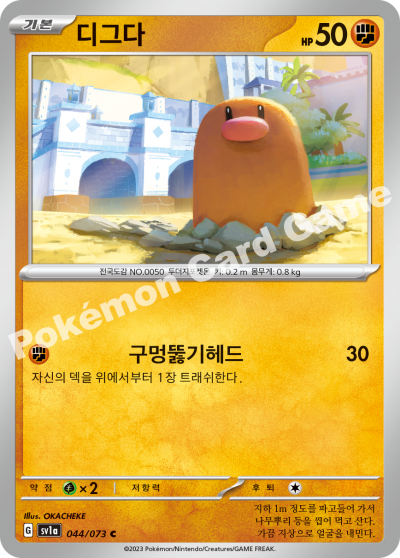 기본 디그다 HP 50
Pokémon Card Game
전국도감 NO.0050 두더지포켓몬 키: 0.2 m 몸무게: 0.8 kg
구멍뚫기헤드 30
자신의 덱을 위에서부터 1장 트래쉬한다.
약점 ×2 저항력 후퇴
Illus. OKACHEKE
G sv1a 044/073 C
지하 1m 정도를 파고들어 가서
나무뿌리 등을 씹어 먹고 산다.
가끔 지상으로 얼굴을 내민다.
©2023 Pokémon/Nintendo/Creatures/GAME FREAK.